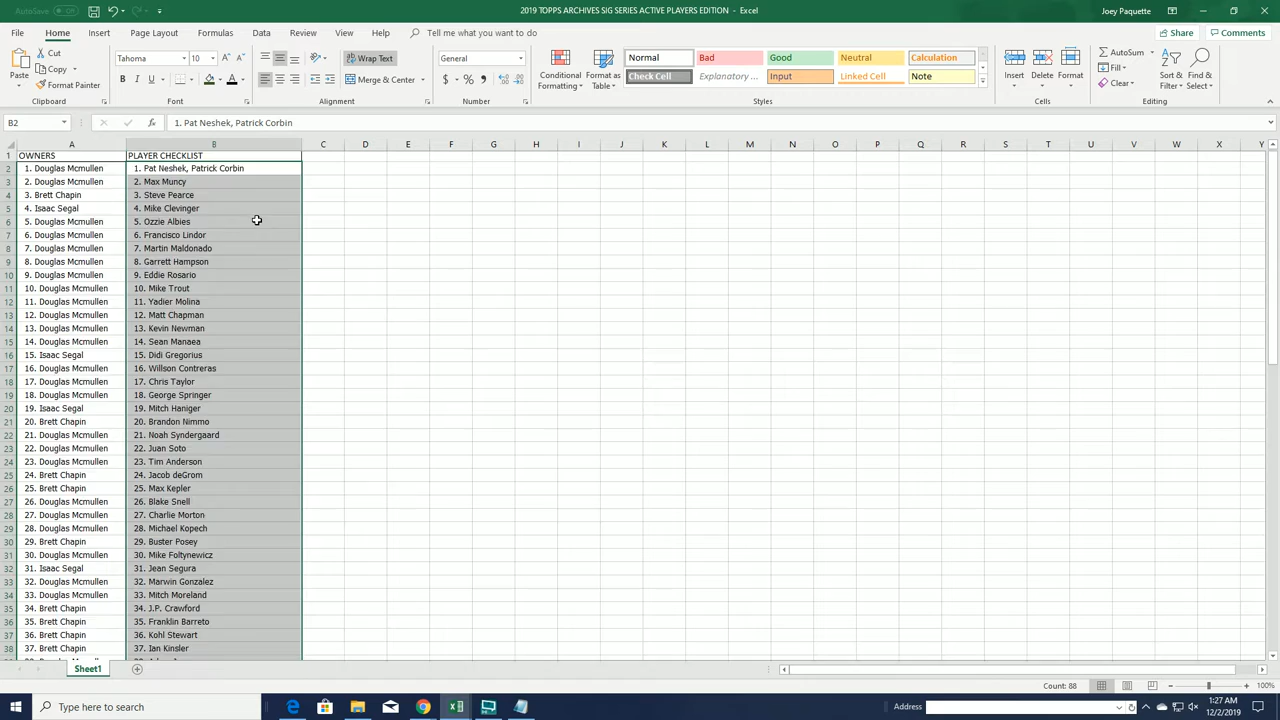 AutoSave Off
2019 TOPPS ARCHIVES SIG SERIES ACTIVE PLAYERS EDITION - Excel
Joey Paquette
File Home Insert Page Layout Formulas Data Review View Help Tell me what you want to do
Share Comments
Paste
Cut
Copy
Format Painter
Clipboard
Tahoma 10
B I U
Font
Wrap Text
Merge & Center
Alignment
General
$ % ,
Number
Conditional Formatting
Format as Table
Normal Bad Good Neutral Calculation
Check Cell Explanatory ... Input Linked Cell Note
Styles
Insert Delete Format
Cells
AutoSum
Fill
Clear
Sort & Filter
Find & Select
Editing
B2
1. Pat Neshek, Patrick Corbin
A B C D E F G H I J K L M N O P Q R S T U V W X Y
1 OWNERS PLAYER CHECKLIST
2 1. Douglas Mcmullen 1. Pat Neshek, Patrick Corbin
3 2. Douglas Mcmullen 2. Max Muncy
4 3. Brett Chapin 3. Steve Pearce
5 4. Isaac Segal 4. Mike Clevinger
6 5. Douglas Mcmullen 5. Ozzie Albies
7 6. Douglas Mcmullen 6. Francisco Lindor
8 7. Douglas Mcmullen 7. Martin Maldonado
9 8. Douglas Mcmullen 8. Garrett Hampson
10 9. Douglas Mcmullen 9. Eddie Rosario
11 10. Douglas Mcmullen 10. Mike Trout
12 11. Douglas Mcmullen 11. Yadier Molina
13 12. Douglas Mcmullen 12. Matt Chapman
14 13. Douglas Mcmullen 13. Kevin Newman
15 14. Douglas Mcmullen 14. Sean Manaea
16 15. Isaac Segal 15. Didi Gregorius
17 16. Douglas Mcmullen 16. Willson Contreras
18 17. Douglas Mcmullen 17. Chris Taylor
19 18. Douglas Mcmullen 18. George Springer
20 19. Isaac Segal 19. Mitch Haniger
21 20. Brett Chapin 20. Brandon Nimmo
22 21. Douglas Mcmullen 21. Noah Syndergaard
23 22. Douglas Mcmullen 22. Juan Soto
24 23. Douglas Mcmullen 23. Tim Anderson
25 24. Brett Chapin 24. Jacob deGrom
26 25. Brett Chapin 25. Max Kepler
27 26. Douglas Mcmullen 26. Blake Snell
28 27. Douglas Mcmullen 27. Charlie Morton
29 28. Douglas Mcmullen 28. Michael Kopech
30 29. Brett Chapin 29. Buster Posey
31 30. Douglas Mcmullen 30. Mike Foltynewicz
32 31. Isaac Segal 31. Jean Segura
33 32. Douglas Mcmullen 32. Marwin Gonzalez
34 33. Douglas Mcmullen 33. Mitch Moreland
35 34. Brett Chapin 34. J.P. Crawford
36 35. Brett Chapin 35. Franklin Barreto
37 36. Brett Chapin 36. Kohl Stewart
38 37. Brett Chapin 37. Ian Kinsler
Sheet1
Count: 88
100%
Type here to search
Address
1:27 AM
12/2/2019